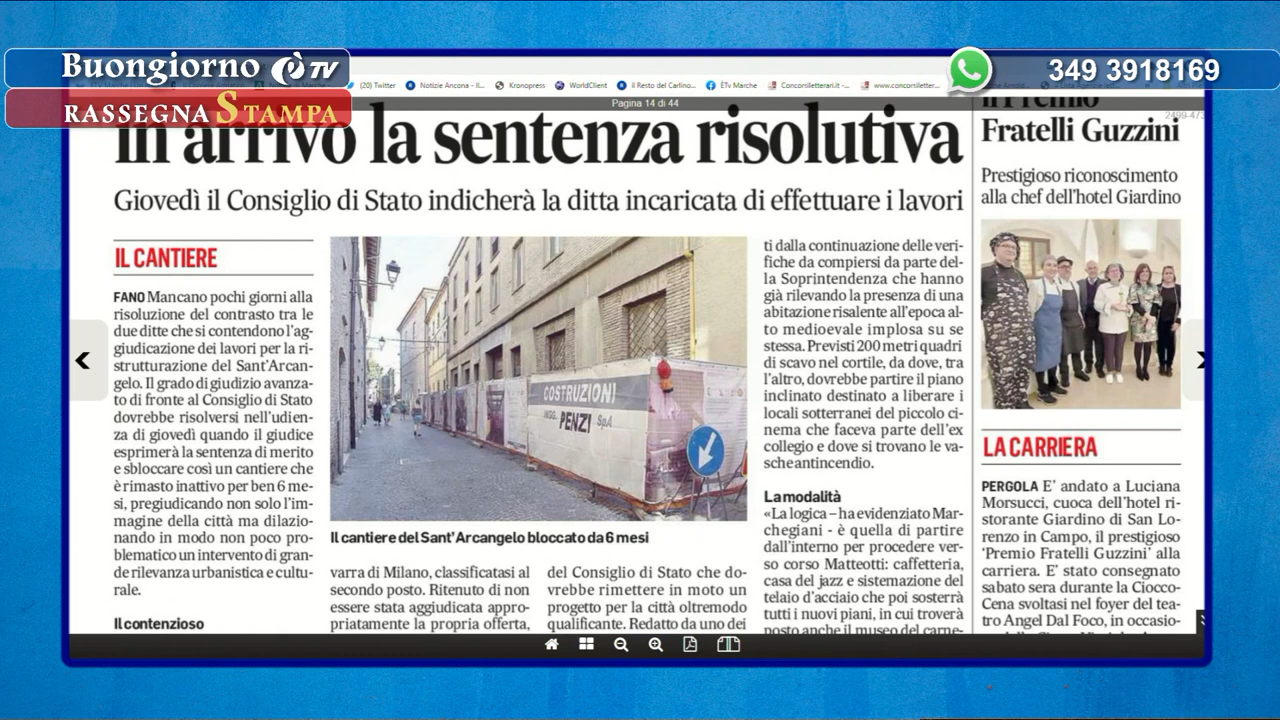 Buongiorno è TV
RASSEGNA STAMPA
349 3918169
(20) Twitter
Notizie Ancona - Il...
Kronopress
WorldClient
il Resto del Carlino...
ÈTv Marche
Concorsiletterari.it -...
www.concorsiletter...
Pagina 14 di 44
In arrivo la sentenza risolutiva
Giovedì il Consiglio di Stato indicherà la ditta incaricata di effettuare i lavori
IL CANTIERE
FANO Mancano pochi giorni alla
risoluzione del contrasto tra le
due ditte che si contendono l'ag-
giudicazione dei lavori per la ri-
strutturazione del Sant'Arcan-
gelo. Il grado di giudizio avanza-
to di fronte al Consiglio di Stato
dovrebbe risolversi nell'udien-
za di giovedì quando il giudice
esprimerà la sentenza di merito
e sbloccare così un cantiere che
è rimasto inattivo per ben 6 me-
si, pregiudicando non solo l'im-
magine della città ma dilazio-
nando in modo non poco pro-
blematico un intervento di gran-
de rilevanza urbanistica e cultu-
rale.
Il contenzioso
COSTRUZIONI
INGG. PENZI SpA
Il cantiere del Sant'Arcangelo bloccato da 6 mesi
varra di Milano, classificatasi al
secondo posto. Ritenuto di non
essere stata aggiudicata appro-
priatamente la propria offerta,
del Consiglio di Stato che do-
vrebbe rimettere in moto un
progetto per la città oltremodo
qualificante. Redatto da uno dei
ti dalla continuazione delle veri-
fiche da compiersi da parte del-
la Soprintendenza che hanno
già rilevando la presenza di una
abitazione risalente all'epoca al-
to medioevale implosa su se
stessa. Previsti 200 metri quadri
di scavo nel cortile, da dove, tra
l'altro, dovrebbe partire il piano
inclinato destinato a liberare i
locali sotterranei del piccolo ci-
nema che faceva parte dell'ex
collegio e dove si trovano le va-
sche antincendio.
La modalità
«La logica – ha evidenziato Mar-
chegiani - è quella di partire
dall'interno per procedere ver-
so corso Matteotti: caffetteria,
casa del jazz e sistemazione del
telaio d'acciaio che poi sosterrà
tutti i nuovi piani, in cui troverà
posto anche il museo del carne-
il Premio
Fratelli Guzzini
Prestigioso riconoscimento
alla chef dell'hotel Giardino
LA CARRIERA
PERGOLA E' andato a Luciana
Morsucci, cuoca dell'hotel ri-
storante Giardino di San Lo-
renzo in Campo, il prestigioso
'Premio Fratelli Guzzini' alla
carriera. E' stato consegnato
sabato sera durante la Ciocco-
Cena svoltasi nel foyer del tea-
tro Angel Dal Foco, in occasio-